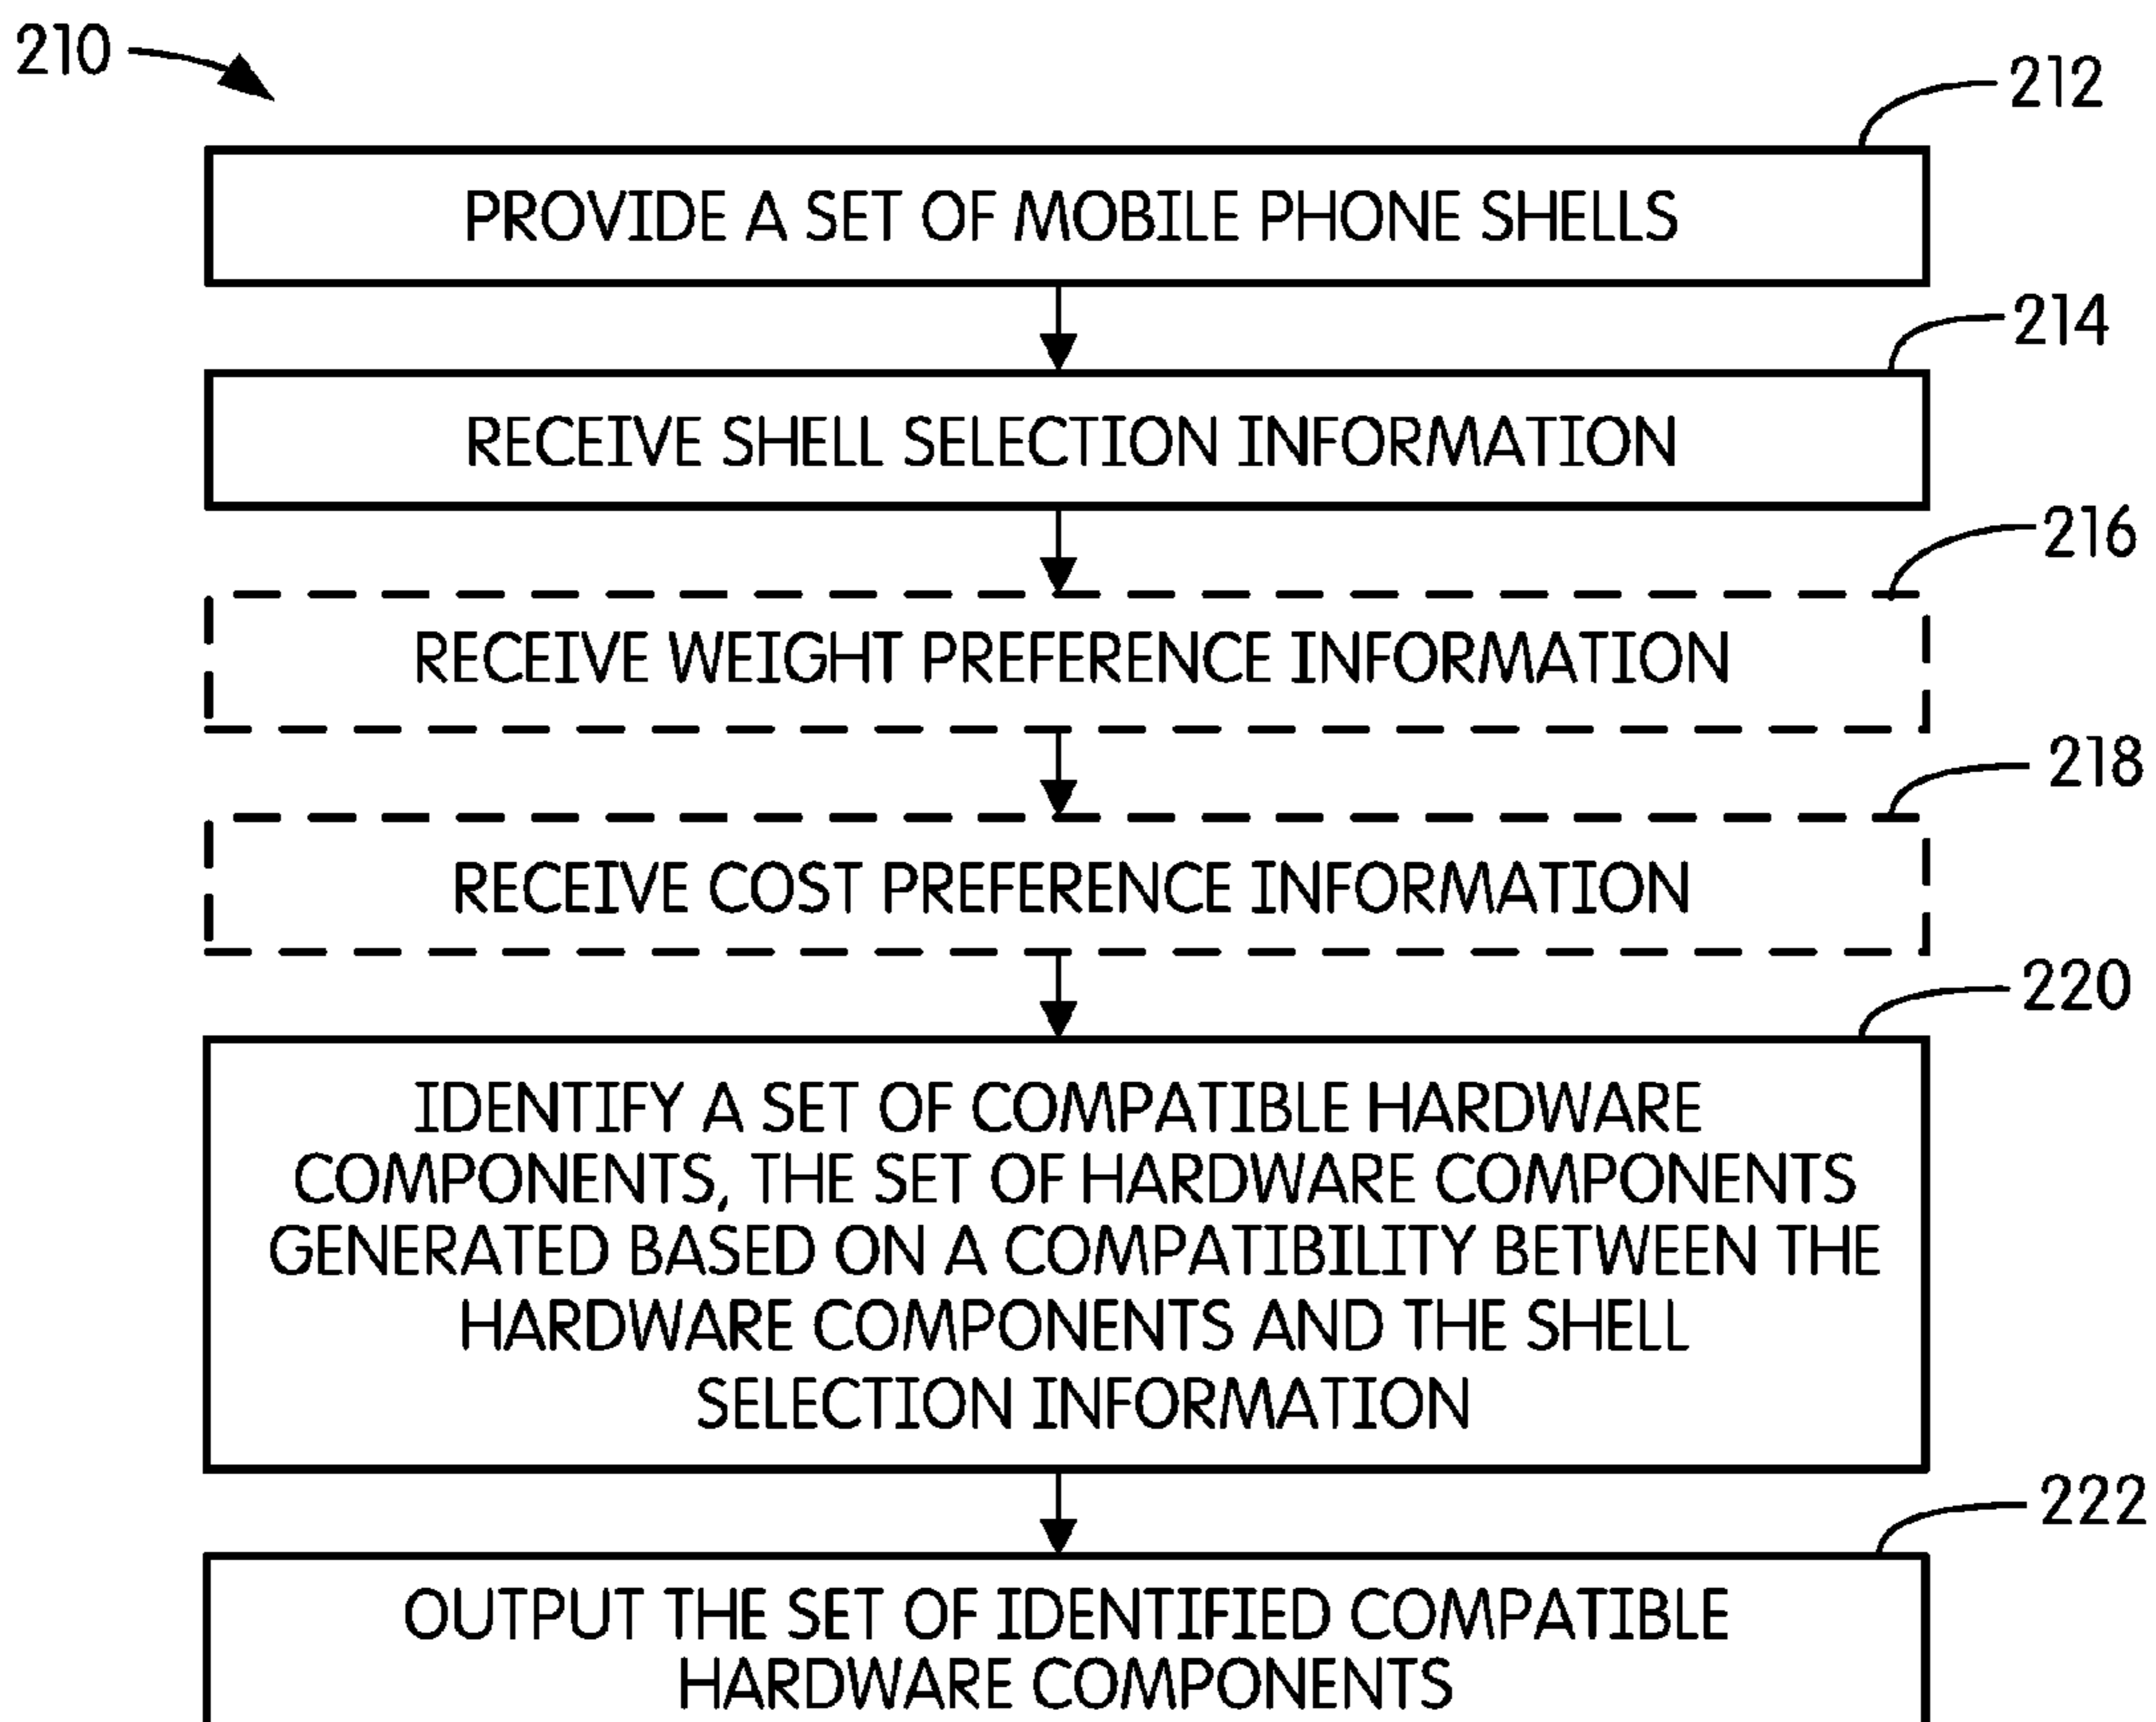 210
212
PROVIDE A SET OF MOBILE PHONE SHELLS
214
RECEIVE SHELL SELECTION INFORMATION
216
RECEIVE WEIGHT PREFERENCE INFORMATION
218
RECEIVE COST PREFERENCE INFORMATION
220
IDENTIFY A SET OF COMPATIBLE HARDWARE
COMPONENTS, THE SET OF HARDWARE COMPONENTS
GENERATED BASED ON A COMPATIBILITY BETWEEN THE
HARDWARE COMPONENTS AND THE SHELL
SELECTION INFORMATION
222
OUTPUT THE SET OF IDENTIFIED COMPATIBLE
HARDWARE COMPONENTS